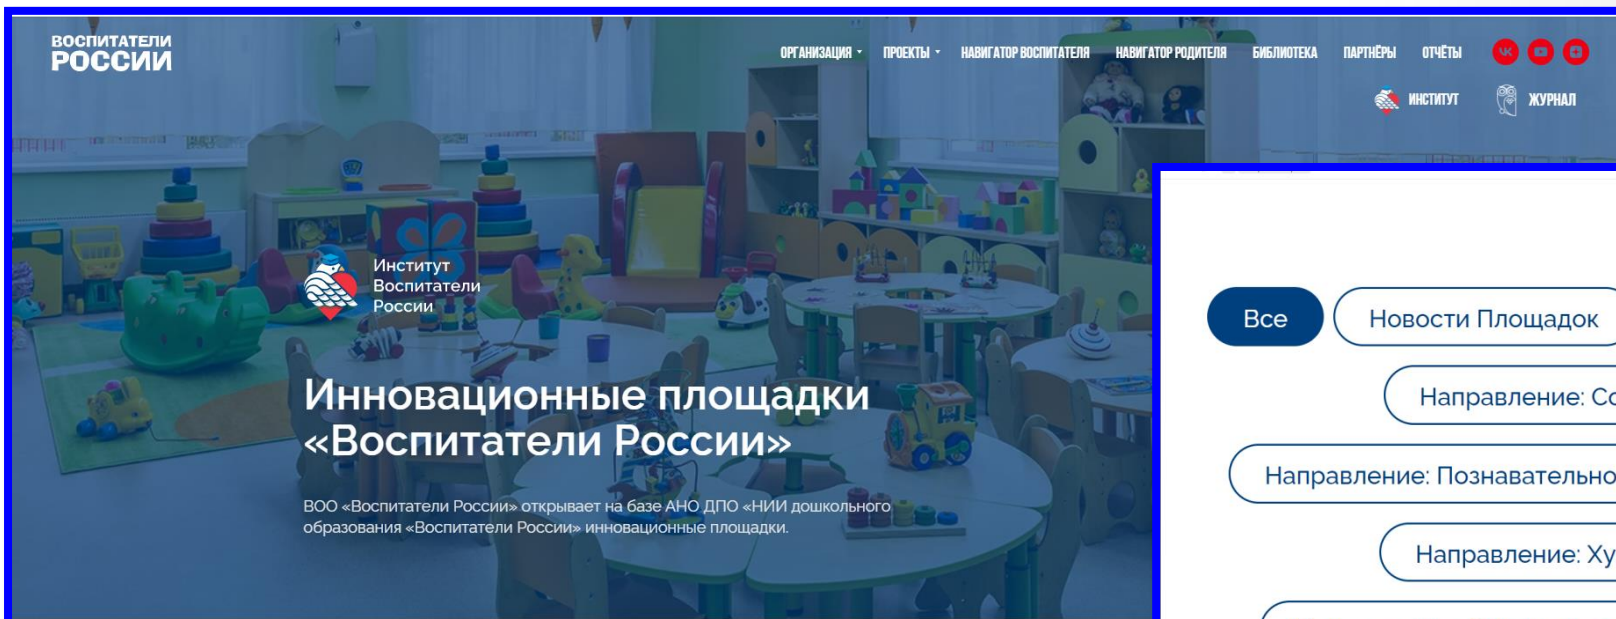 ВОСПИТАТЕЛИ
РОССИИ
ОРГАНИЗАЦИЯ ПРОЕКТЫ НАВИГАТОР ВОСПИТАТЕЛЯ НАВИГАТОР РОДИТЕЛЯ БИБЛИОТЕКА ПАРТНЁРЫ ОТЧЁТЫ
ИНСТИТУТ ЖУРНАЛ
Институт
Воспитатели
России
Инновационные площадки
«Воспитатели России»
ВОО «Воспитатели России» открывает на базе АНО ДПО «НИИ дошкольного
образования «Воспитатели России» инновационные площадки.
Все Новости Площадок
Направление: Со
Направление: Познавательно
Направление: Ху